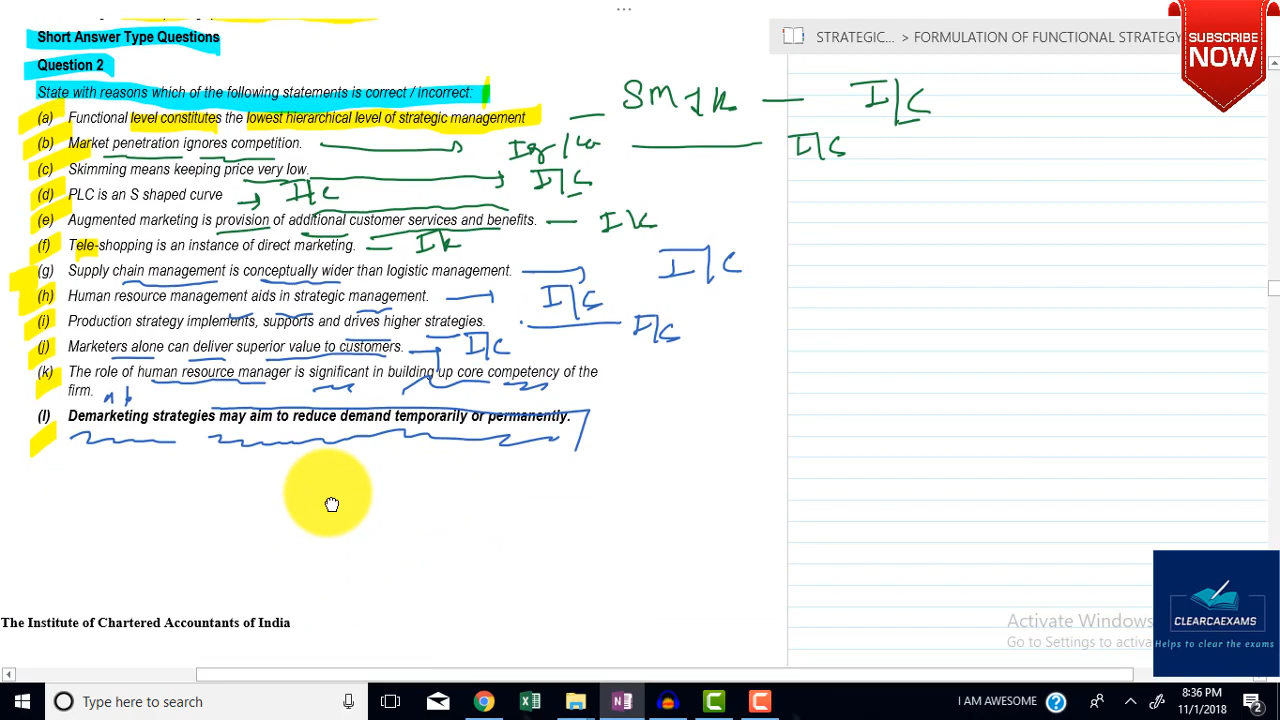 Short Answer Type Questions
Question 2
State with reasons which of the following statements is correct / incorrect:
(a) Functional level constitutes the lowest hierarchical level of strategic management
(b) Market penetration ignores competition.
(c) Skimming means keeping price very low.
(d) PLC is an S shaped curve
(e) Augmented marketing is provision of additional customer services and benefits.
(f) Tele-shopping is an instance of direct marketing.
(g) Supply chain management is conceptually wider than logistic management.
(h) Human resource management aids in strategic management.
(i) Production strategy implements, supports and drives higher strategies.
(j) Marketers alone can deliver superior value to customers.
(k) The role of human resource manager is significant in building up core competency of the
firm.
(l) Demarketing strategies may aim to reduce demand temporarily or permanently.
The Institute of Chartered Accountants of India
I/C
I/C
I/C
I/C
I/C
STRATEGIC... > FORMULATION OF FUNCTIONAL STRATEGY
SUBSCRIBE
NOW
Activate Windows
Go to Settings to activa
CLEARCAEXAMS
Helps to clear the exams
Type here to search
I AM AWESOME
8:36 PM
11/1/2018
2